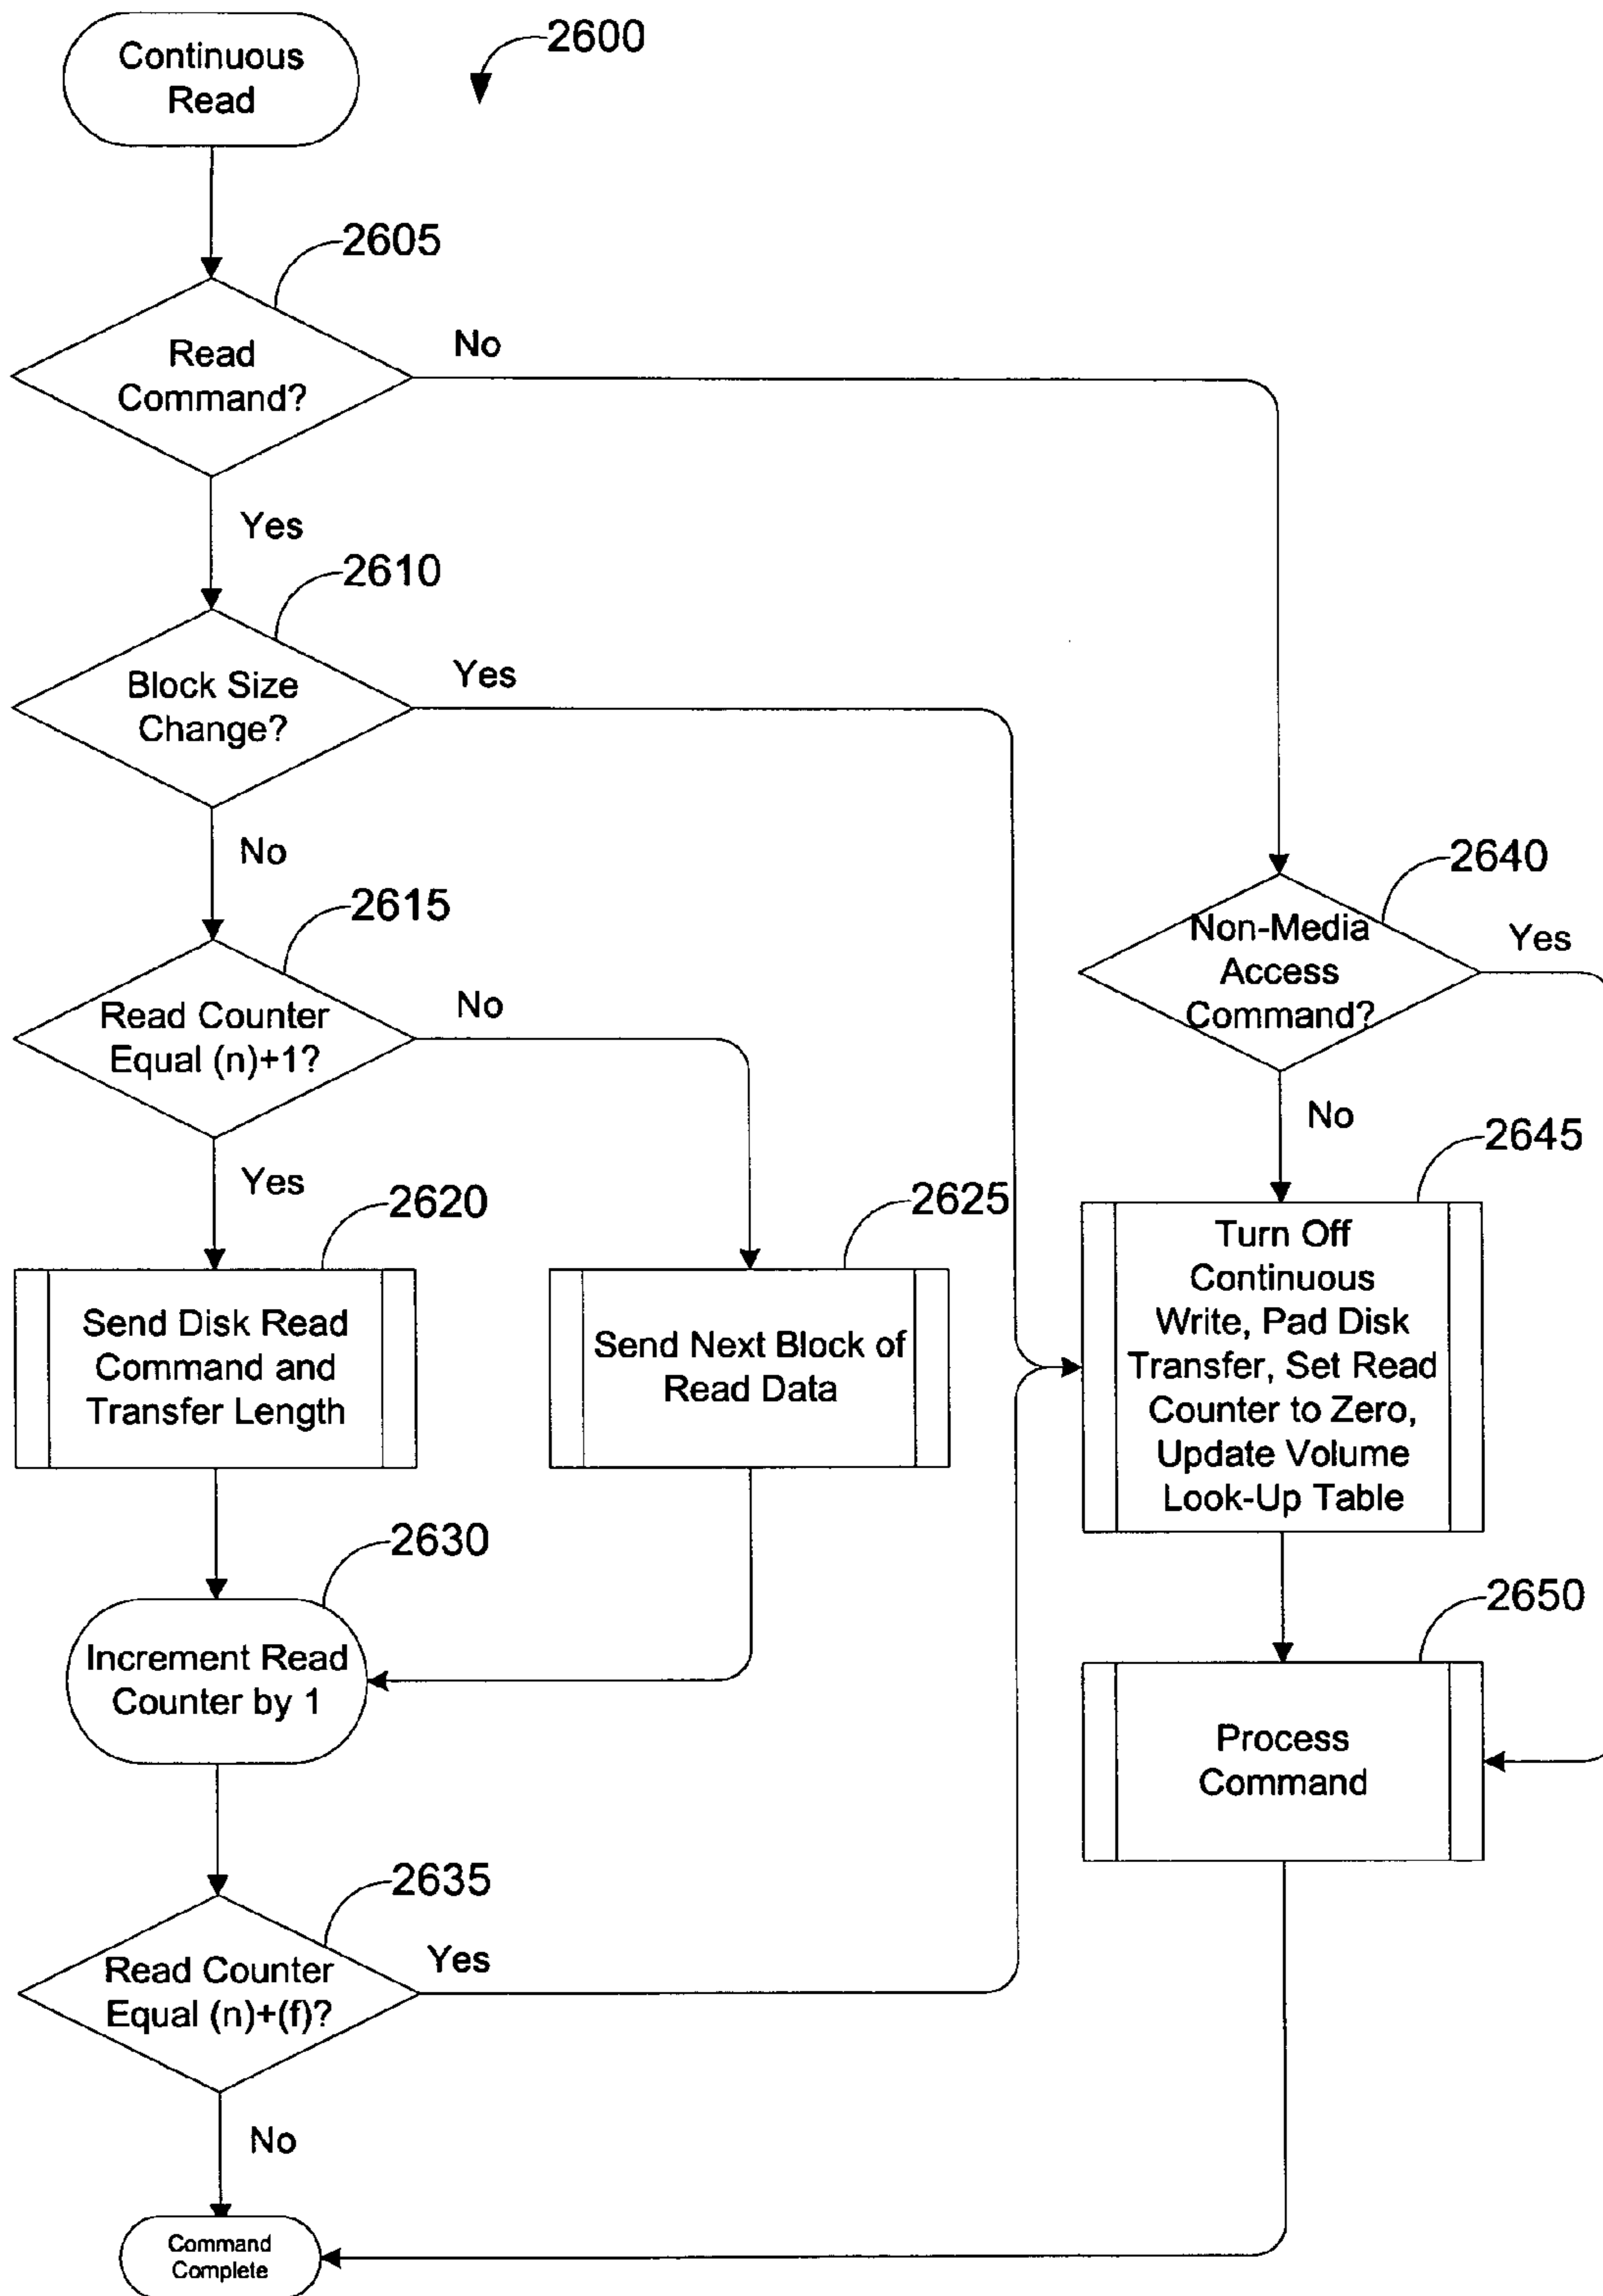 Continuous
Read
2600
2605
Read
Command?
No
Yes
2610
Block Size
Change?
Yes
No
2615
Read Counter
Equal (n)+1?
No
Yes
2620
Send Disk Read
Command and
Transfer Length
2625
Send Next Block of
Read Data
2630
Increment Read
Counter by 1
2635
Read Counter
Equal (n)+(f)?
Yes
No
2640
Non-Media
Access
Command?
Yes
No
2645
Turn Off
Continuous
Write, Pad Disk
Transfer, Set Read
Counter to Zero,
Update Volume
Look-Up Table
2650
Process
Command
Command
Complete